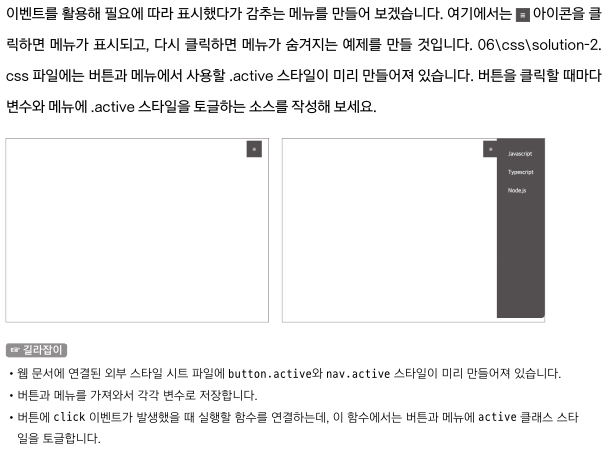 이벤트를 활용해 필요에 따라 표시했다가 감추는 메뉴를 만들어 보겠습니다. 여기에서는 ≡ 아이콘을 클
릭하면 메뉴가 표시되고, 다시 클릭하면 메뉴가 숨겨지는 예제를 만들 것입니다. 06\css\solution-2.
css 파일에는 버튼과 메뉴에서 사용할 .active 스타일이 미리 만들어져 있습니다. 버튼을 클릭할 때마다
변수와 메뉴에 .active 스타일을 토글하는 소스를 작성해 보세요.
Javascript
Typescript
Node.js
☞ 길라잡이
• 웹 문서에 연결된 외부 스타일 시트 파일에 button.active와 nav.active 스타일이 미리 만들어져 있습니다.
• 버튼과 메뉴를 가져와서 각각 변수로 저장합니다.
• 버튼에 click 이벤트가 발생했을 때 실행할 함수를 연결하는데, 이 함수에서는 버튼과 메뉴에 active 클래스 스타
일을 토글합니다.